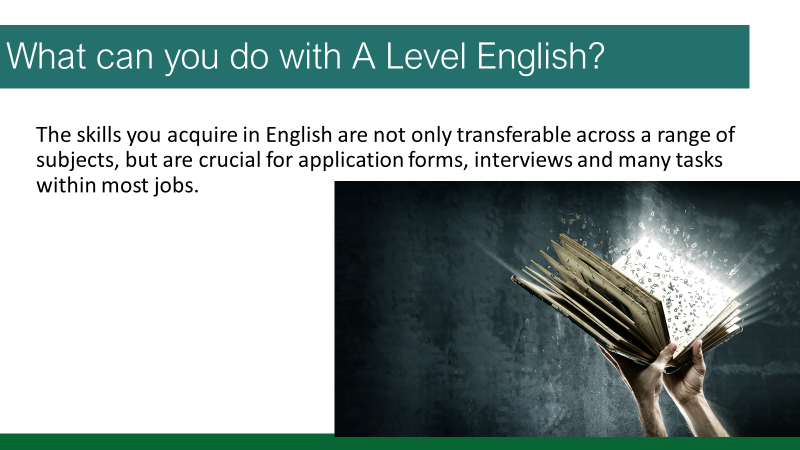 What can you do with A Level English?
The skills you acquire in English are not only transferable across a range of
subjects, but are crucial for application forms, interviews and many tasks
within most jobs.